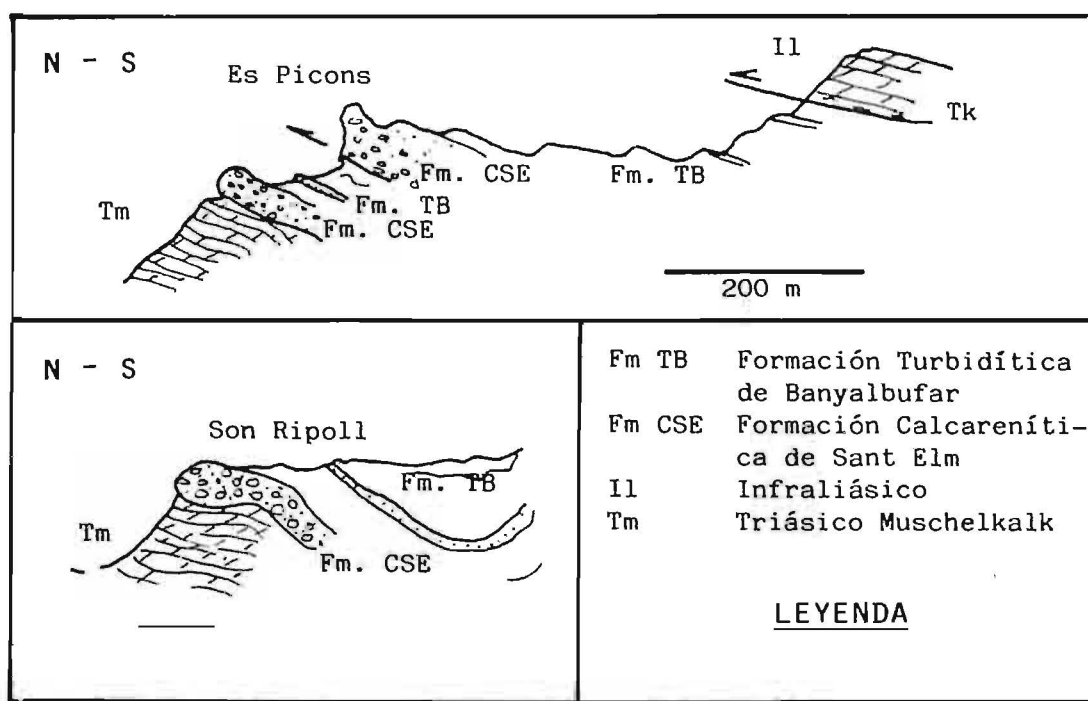 N - S
Es Picons
Il
Tk
Fm. CSE
Fm. TB
Tm
Fm. TB
Fm. CSE
200 m
N - S
Son Ripoll
Fm. TB
Tm
Fm. CSE
Fm TB Formación Turbidítica
de Banyalbufar
Fm CSE Formación Calcareníti-
ca de Sant Elm
Il Infraliásico
Tm Triásico Muschelkalk
LEYENDA